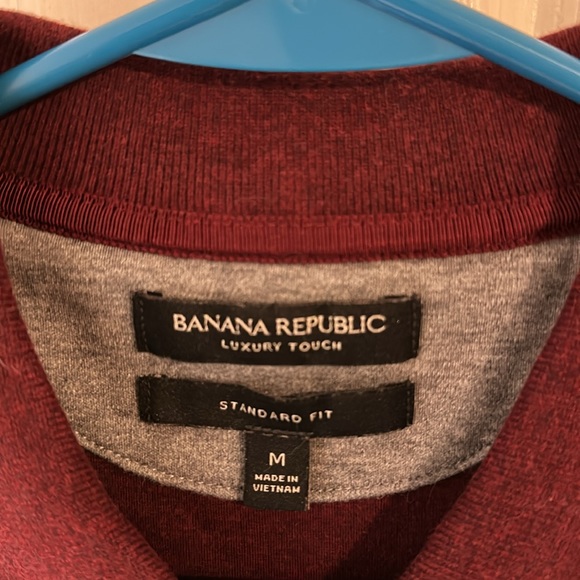 BANANA REPUBLIC
LUXURY TOUCH
STANDARD FIT
M
MADE IN
VIETNAM